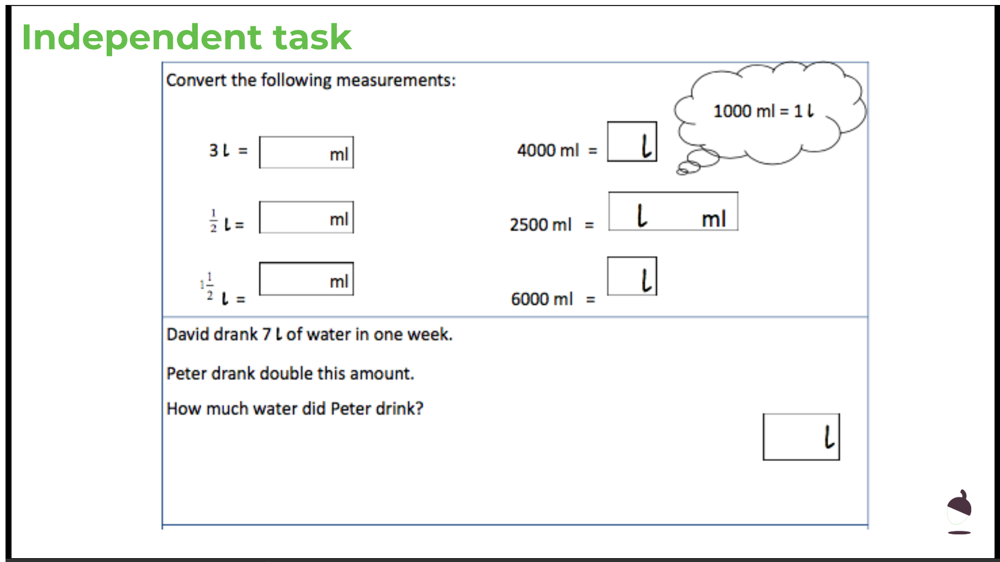 Independent task
Convert the following measurements:
1000 ml = 1 l
3 l = ml
4000 ml = l
1/2 l = ml
2500 ml = l ml
1 1/2 l = ml
6000 ml = l
David drank 7 l of water in one week.
Peter drank double this amount.
How much water did Peter drink?
l